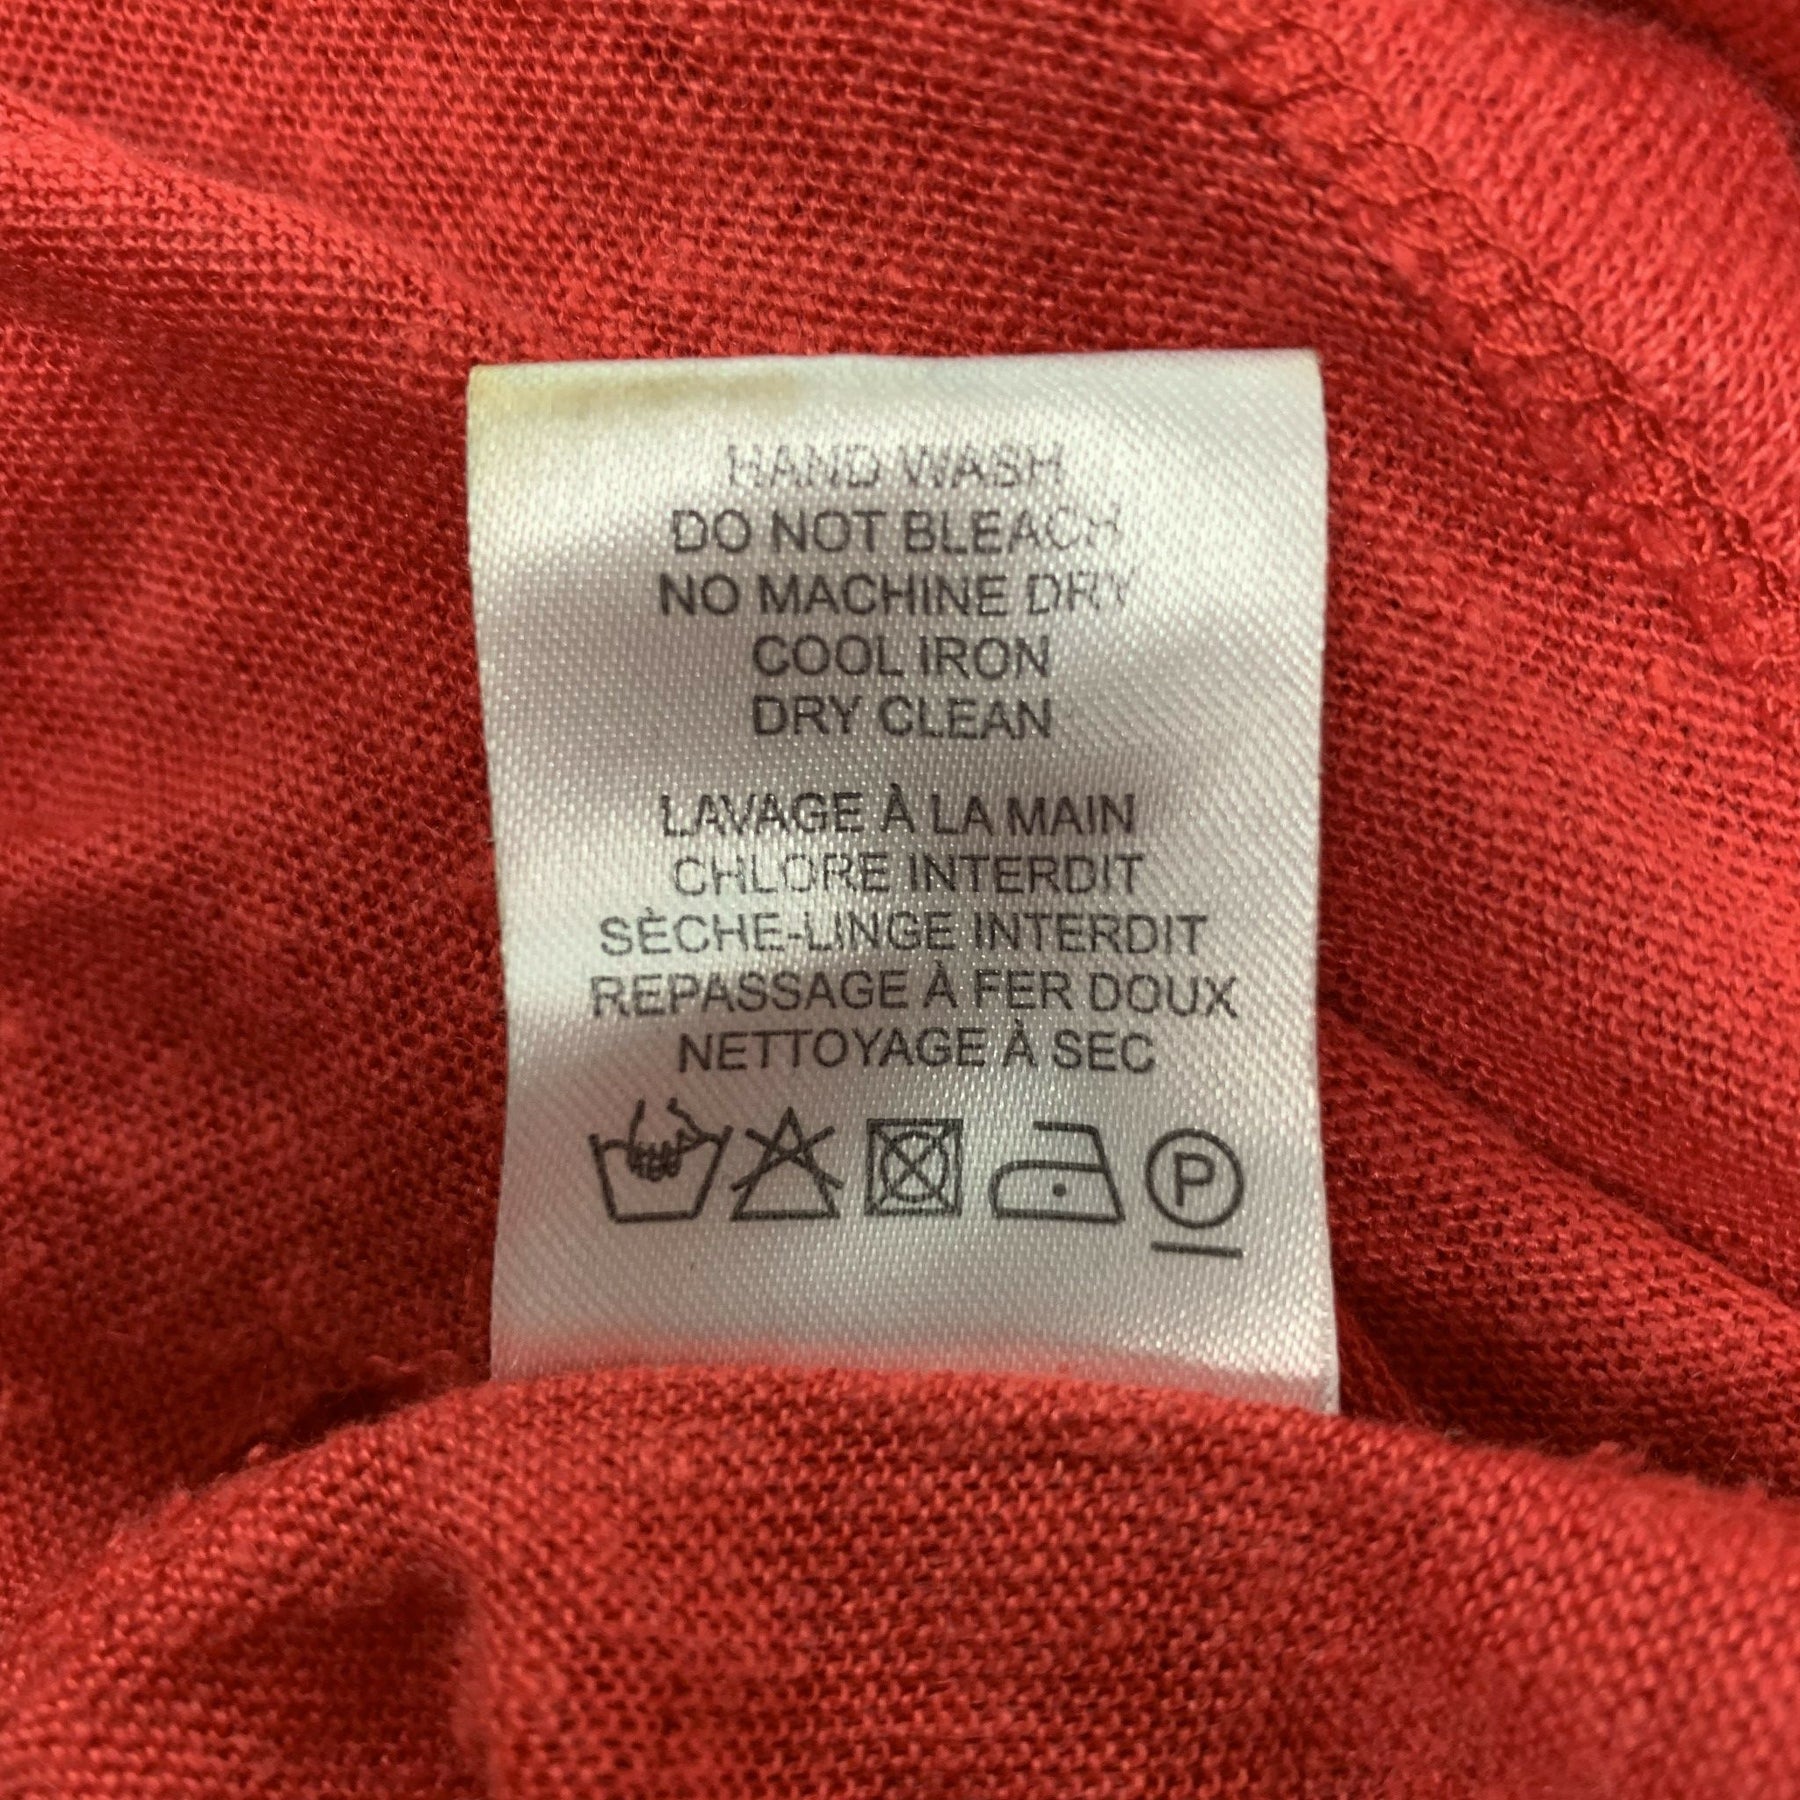 HAND WASH
DO NOT BLEACH
NO MACHINE DRY
COOL IRON
DRY CLEAN
LAVAGE À LA MAIN
CHLORE INTERDIT
SÈCHE-LINGE INTERDIT
REPASSAGE À FER DOUX
NETTOYAGE À SEC
P